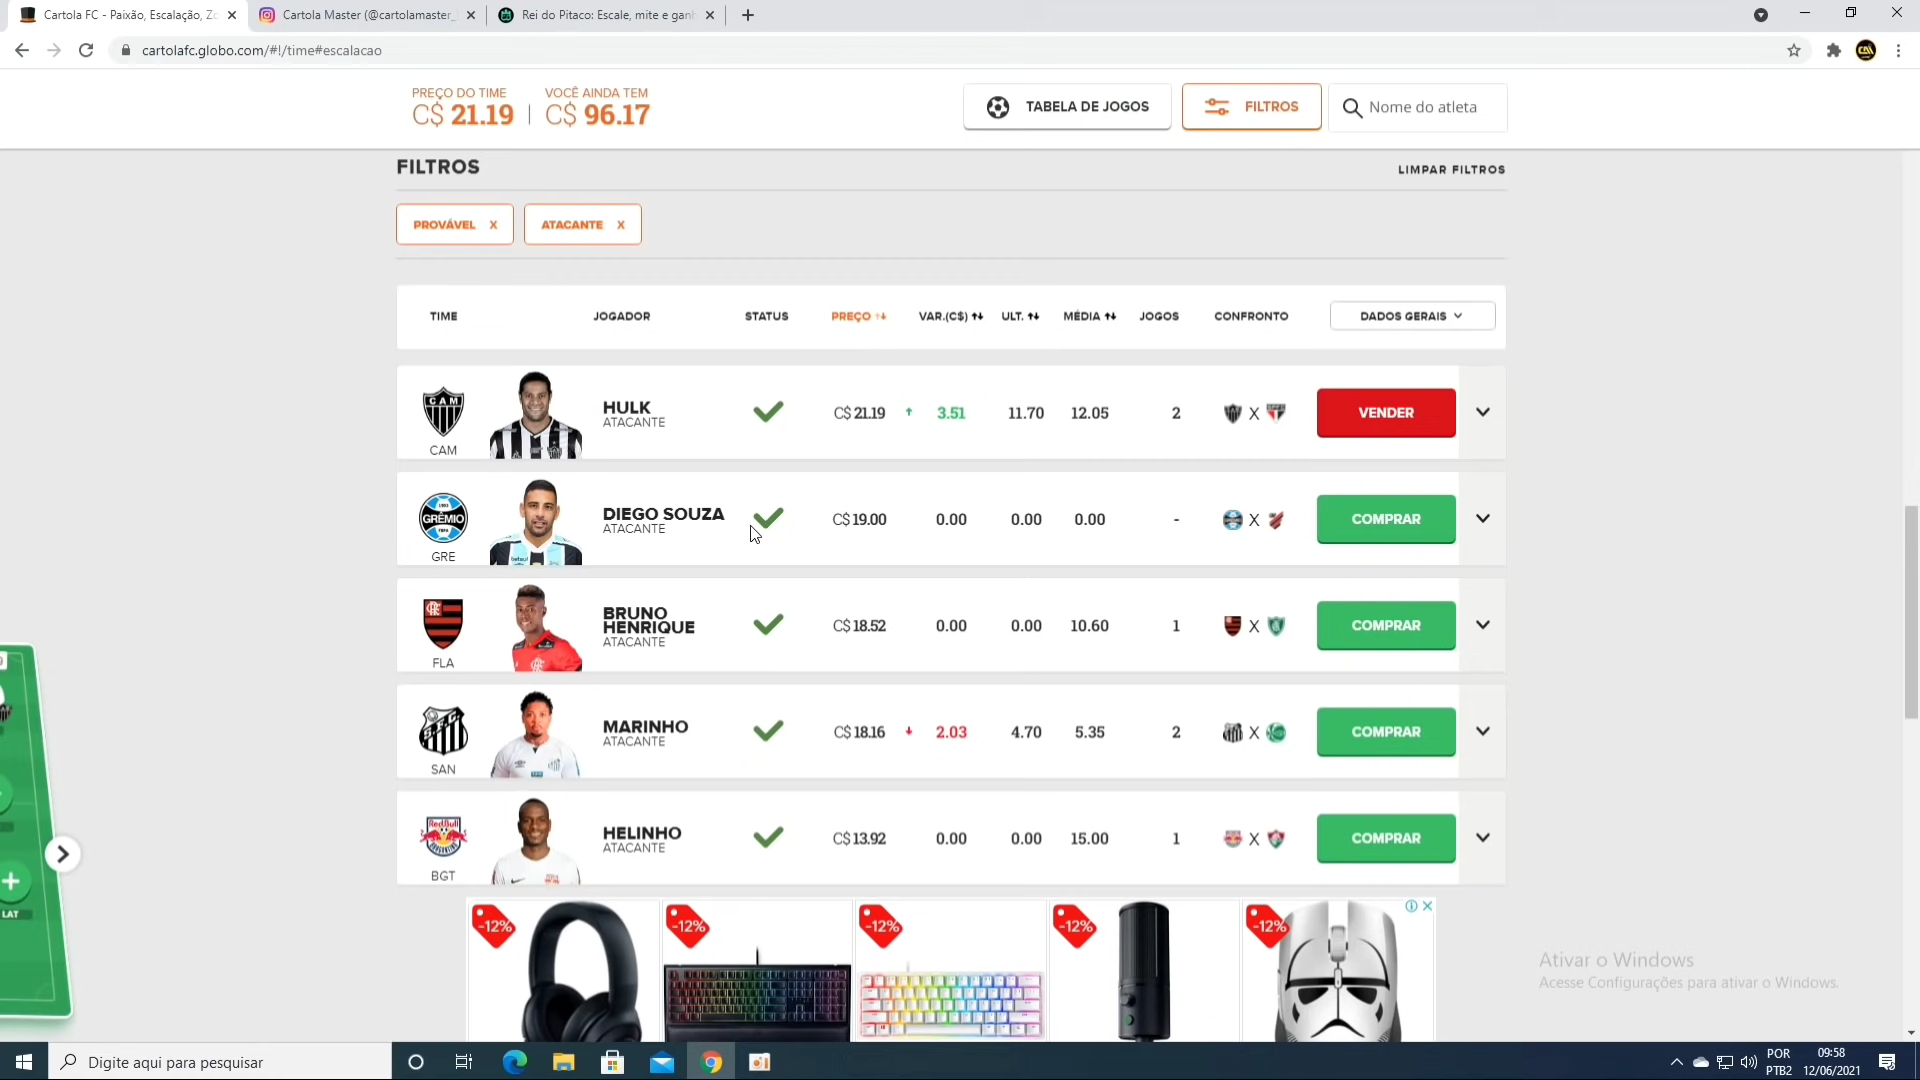 Cartola FC - Paixão, Escalação, Zo
Cartola Master (@cartolamaster_
Rei do Pitaco: Escale, mite e ganh
cartolafc.globo.com/#!/time#escalacao
PREÇO DO TIME
C$ 21.19
VOCÊ AINDA TEM
C$ 96.17
TABELA DE JOGOS
FILTROS
Nome do atleta
FILTROS
LIMPAR FILTROS
PROVÁVEL X
ATACANTE X
TIME JOGADOR STATUS PREÇO VAR.(C$) ULT. MÉDIA JOGOS CONFRONTO DADOS GERAIS
CAM
HULK
ATACANTE
C$ 21.19 3.51 11.70 12.05 2 X VENDER
GRÊMIO
GRE
DIEGO SOUZA
ATACANTE
C$ 19.00 0.00 0.00 0.00 - X COMPRAR
FLA
BRUNO
HENRIQUE
ATACANTE
C$ 18.52 0.00 0.00 10.60 1 X COMPRAR
SAN
MARINHO
ATACANTE
C$ 18.16 2.03 4.70 5.35 2 X COMPRAR
RedBull
BGT
HELINHO
ATACANTE
C$ 13.92 0.00 0.00 15.00 1 X COMPRAR
LAT
-12%
-12%
-12%
-12%
-12%
Ativar o Windows
Acesse Configurações para ativar o Windows.
Digite aqui para pesquisar
POR
PTB2
09:58
12/06/2021